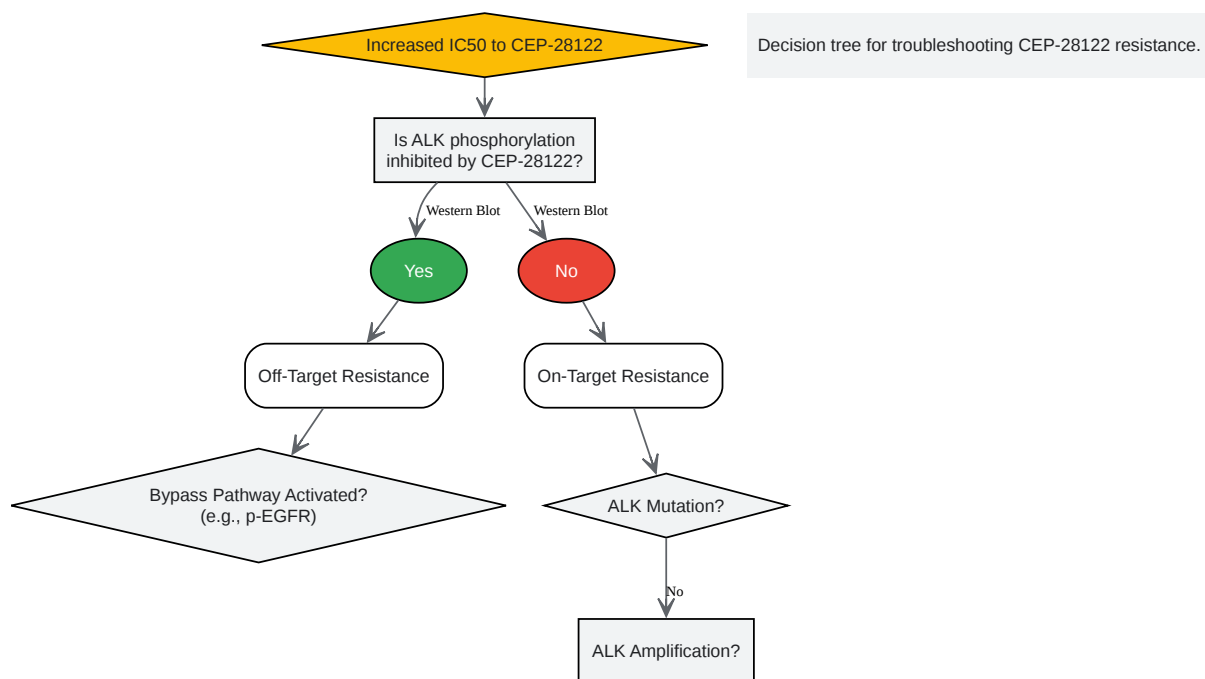 Increased IC50 to CEP-28122
Decision tree for troubleshooting CEP-28122 resistance.
Is ALK phosphorylation
inhibited by CEP-28122?
Western Blot
Western Blot
Yes
No
Off-Target Resistance
On-Target Resistance
Bypass Pathway Activated?
(e.g., p-EGFR)
ALK Mutation?
No
ALK Amplification?